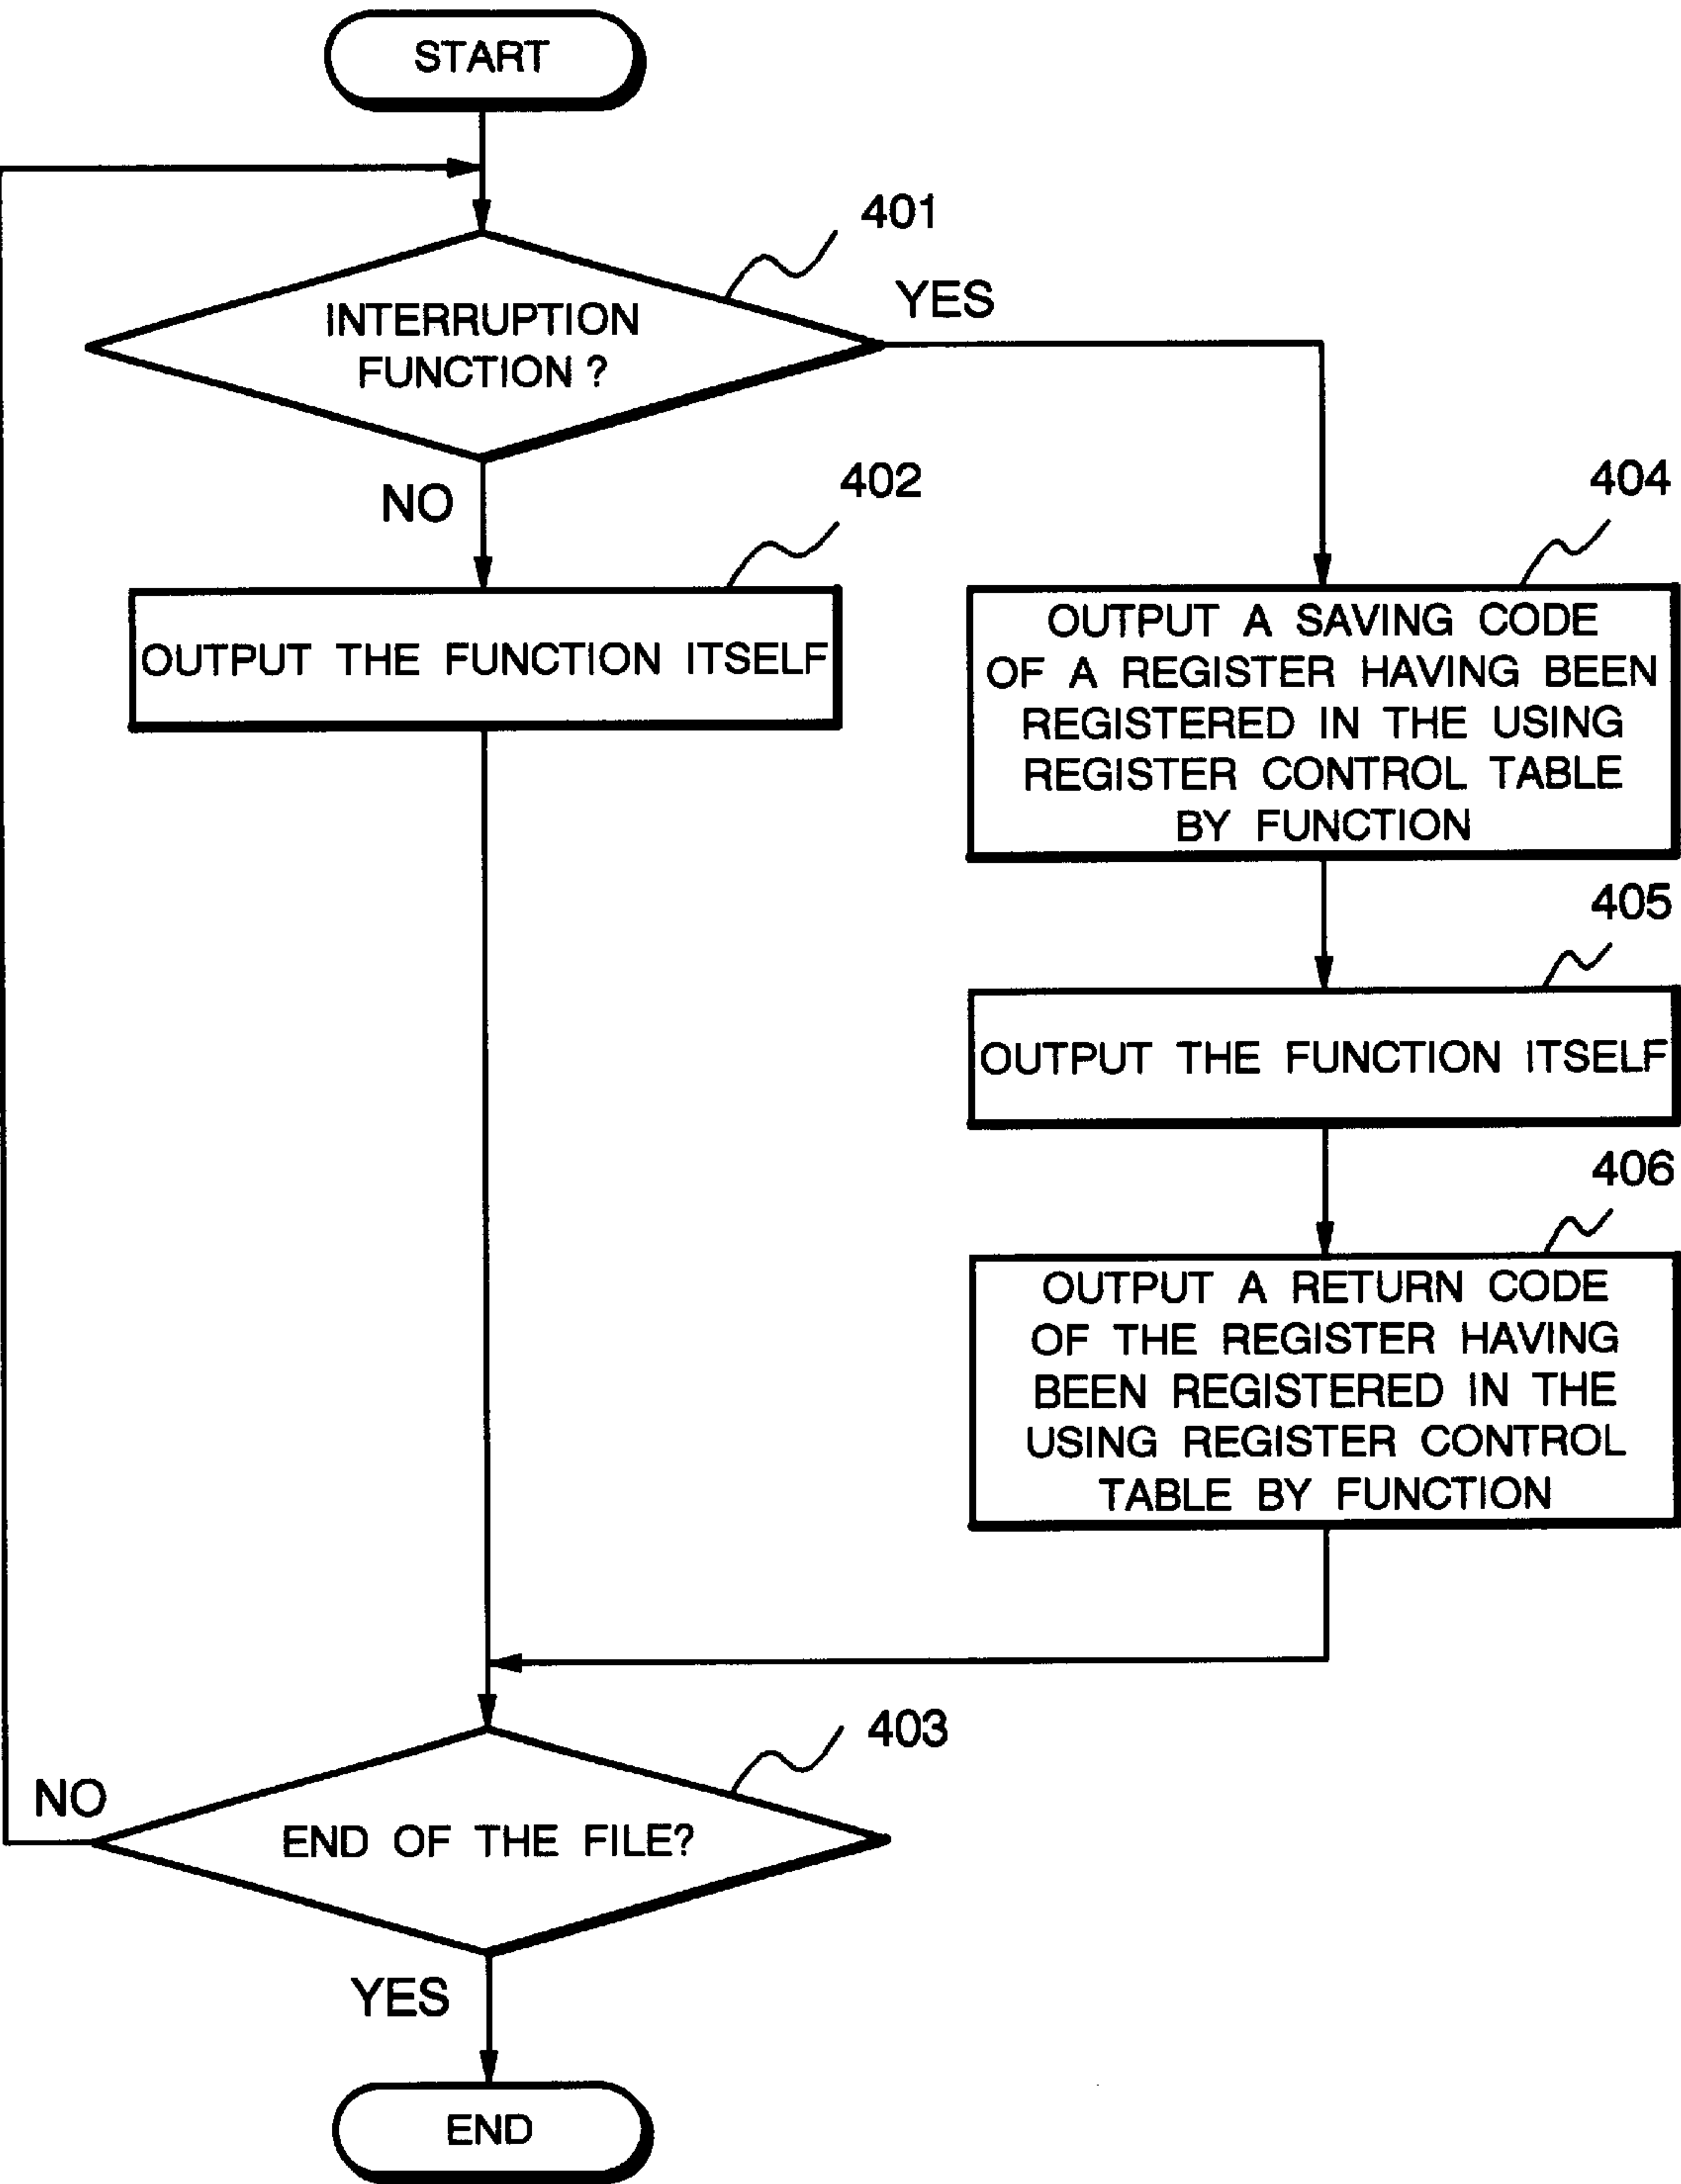 START
401
INTERRUPTION
FUNCTION ?
YES
NO
402
404
OUTPUT THE FUNCTION ITSELF
OUTPUT A SAVING CODE
OF A REGISTER HAVING BEEN
REGISTERED IN THE USING
REGISTER CONTROL TABLE
BY FUNCTION
405
OUTPUT THE FUNCTION ITSELF
406
OUTPUT A RETURN CODE
OF THE REGISTER HAVING
BEEN REGISTERED IN THE
USING REGISTER CONTROL
TABLE BY FUNCTION
403
NO
END OF THE FILE?
YES
END